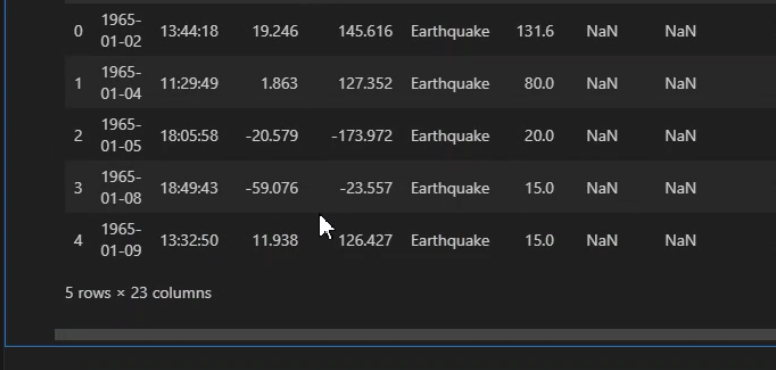 0 1965-01-02 13:44:18 19.246 145.616 Earthquake 131.6 NaN NaN
1 1965-01-04 11:29:49 1.863 127.352 Earthquake 80.0 NaN NaN
2 1965-01-05 18:05:58 -20.579 -173.972 Earthquake 20.0 NaN NaN
3 1965-01-08 18:49:43 -59.076 -23.557 Earthquake 15.0 NaN NaN
4 1965-01-09 13:32:50 11.938 126.427 Earthquake 15.0 NaN NaN
5 rows × 23 columns